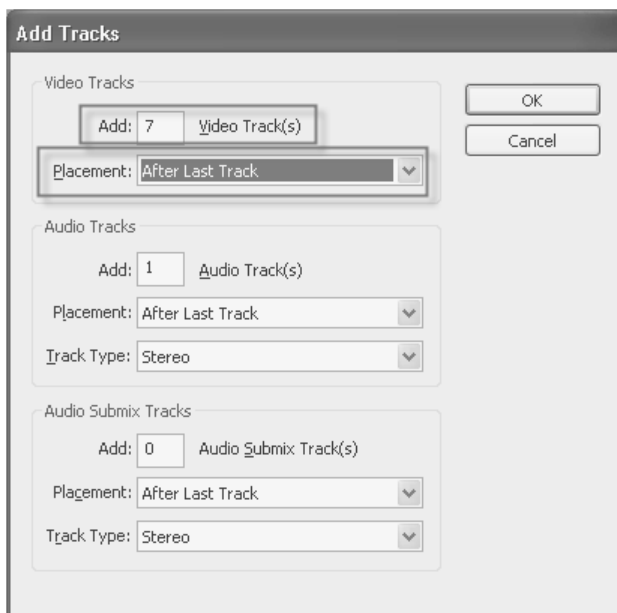 Add Tracks
Video Tracks
Add: 7 Video Track(s)
Placement: After Last Track
Audio Tracks
Add: 1 Audio Track(s)
Placement: After Last Track
Track Type: Stereo
Audio Submix Tracks
Add: 0 Audio Submix Track(s)
Placement: After Last Track
Track Type: Stereo
OK
Cancel